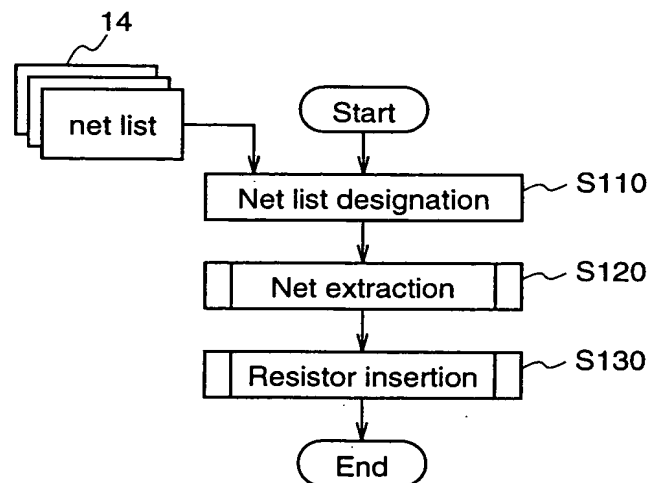 14
net list
Start
Net list designation
S110
Net extraction
S120
Resistor insertion
S130
End